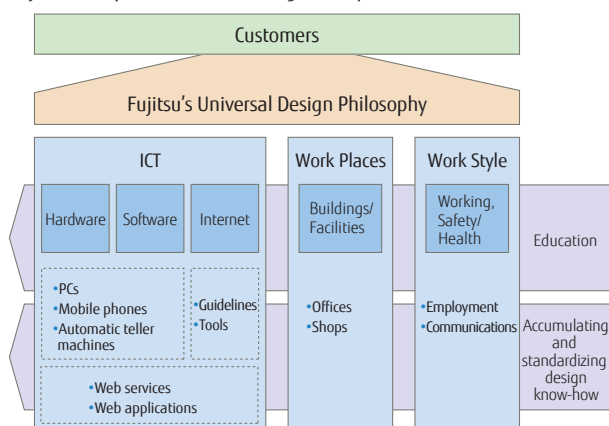 Customers
Fujitsu's Universal Design Philosophy
ICT
Work Places
Work Style
Hardware
Software
Internet
Buildings/
Facilities
Working,
Safety/
Health
Education
•PCs
•Mobile phones
•Automatic teller
machines
•Guidelines
•Tools
•Offices
•Shops
•Employment
•Communications
Accumulating
and
standardizing
design
know-how
•Web services
•Web applications